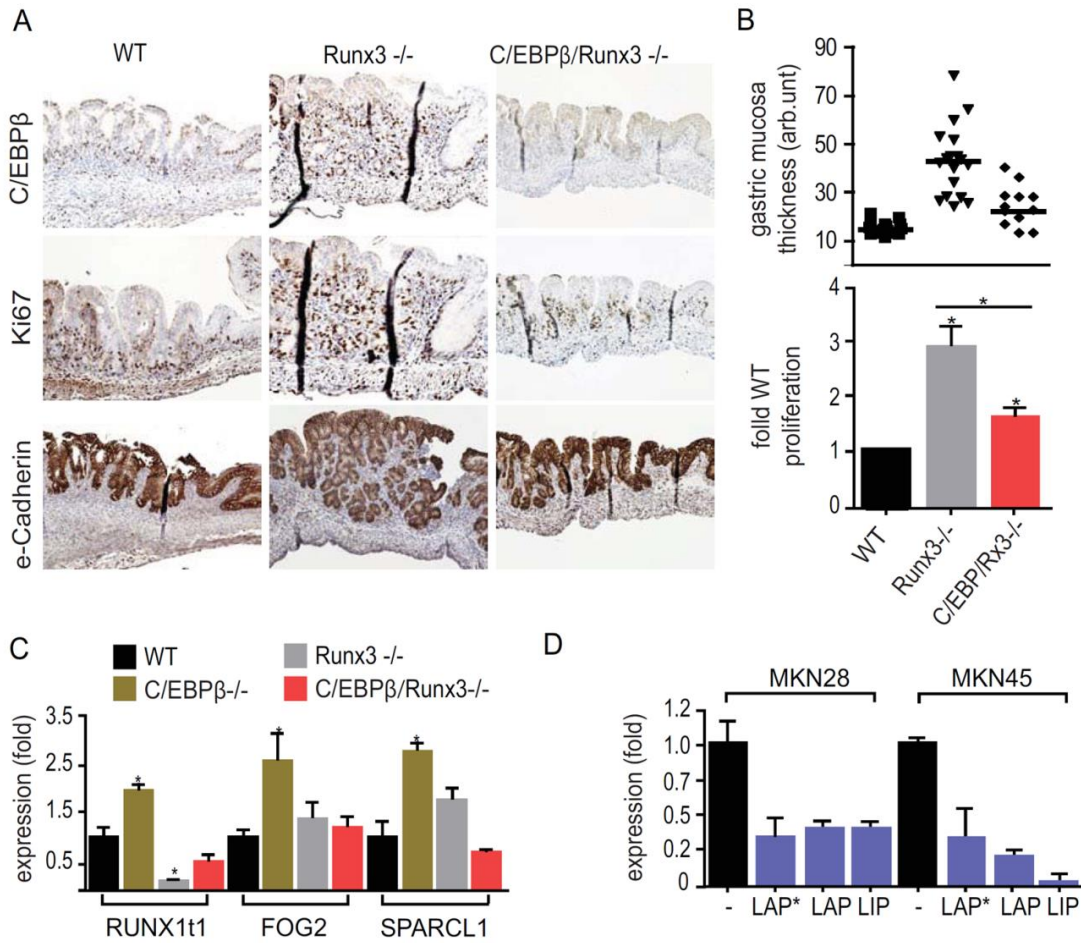 A
WT
Runx3 -/-
C/EBPβ/Runx3 -/-
C/EBPβ
Ki67
e-Cadherin
B
gastric mucosa
thickness (arb.unt)
90
70
50
30
10
fold WT
proliferation
4
3
2
1
0
*
*
*
WT
Runx3-/-
C/EBP/Rx3-/-
C
WT
Runx3 -/-
C/EBPβ-/-
C/EBPβ/Runx3-/-
expression (fold)
3.5
2.5
1.5
0.5
*
*
*
*
RUNX1t1
FOG2
SPARCL1
D
MKN28
MKN45
expression (fold)
1.2
1.0
0.7
0.5
0.2
0
- LAP* LAP LIP - LAP* LAP LIP